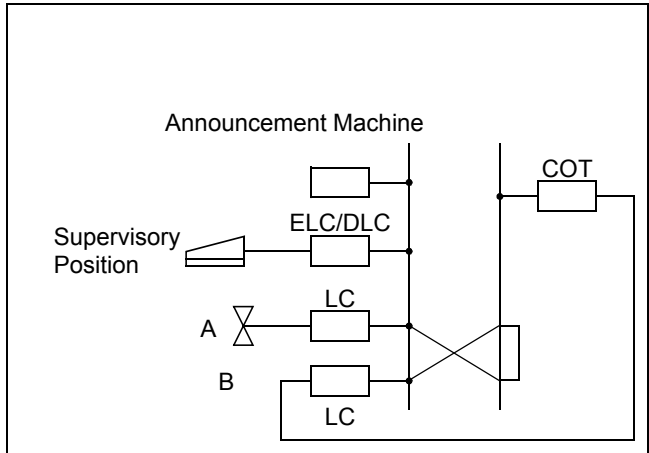 Announcement Machine
COT
ELC/DLC
Supervisory
Position
LC
A
B
LC